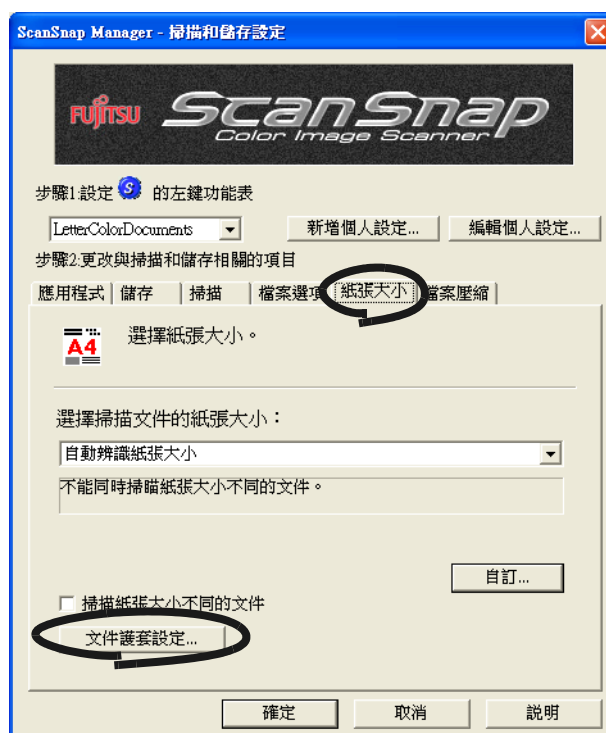 ScanSnap Manager - 掃描和儲存設定
FUJITSU ScanSnap
Color Image Scanner
步驟1:設定 S 的左鍵功能表
LetterColorDocuments 新增個人設定... 編輯個人設定...
步驟2:更改與掃描和儲存相關的項目
應用程式 儲存 掃描 檔案選項 紙張大小 檔案壓縮
A4 選擇紙張大小。
選擇掃描文件的紙張大小：
自動辨識紙張大小
不能同時掃瞄紙張大小不同的文件。
自訂...
掃描紙張大小不同的文件
文件護套設定...
確定 取消 説明